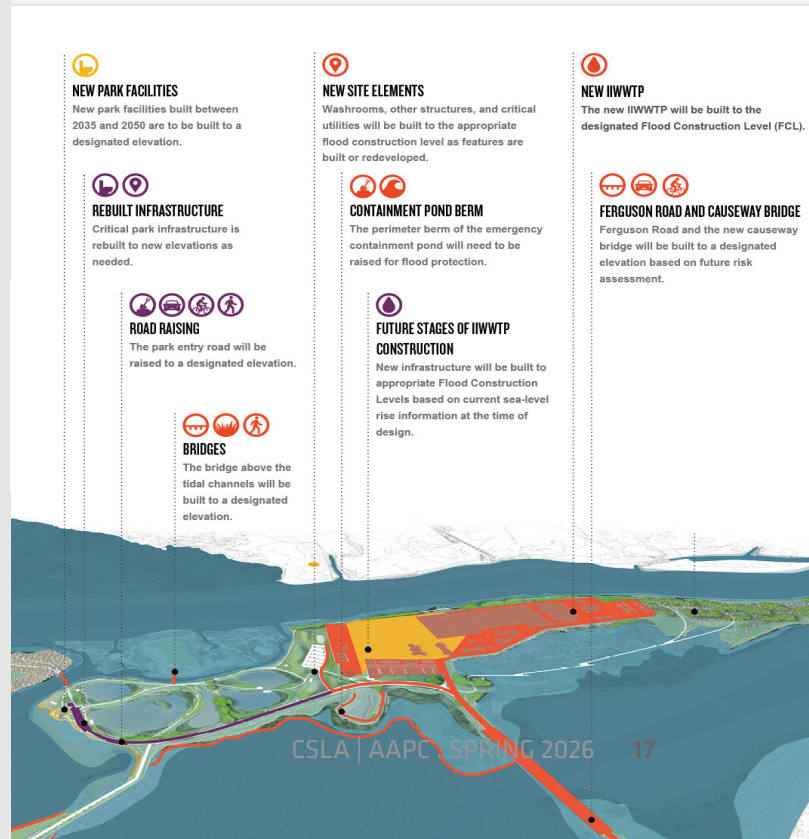 NEW PARK FACILITIES
New park facilities built between
2035 and 2050 are to be built to a
designated elevation.
NEW SITE ELEMENTS
Washrooms, other structures, and critical
utilities will be built to the appropriate
flood construction level as features are
built or redeveloped.
NEW IIWWTP
The new IIWWTP will be built to the
designated Flood Construction Level (FCL).
REBUILT INFRASTRUCTURE
Critical park infrastructure is
rebuilt to new elevations as
needed.
CONTAINMENT POND BERM
The perimeter berm of the emergency
containment pond will need to be
raised for flood protection.
FERGUSON ROAD AND CAUSEWAY BRIDGE
Ferguson Road and the new causeway
bridge will be built to a designated
elevation based on future risk
assessment.
ROAD RAISING
The park entry road will be
raised to a designated elevation.
FUTURE STAGES OF IIWWTP
CONSTRUCTION
New infrastructure will be built to
appropriate Flood Construction
Levels based on current sea-level
rise information at the time of
design.
BRIDGES
The bridge above the
tidal channels will be
built to a designated
elevation.
CSLA | AAPC . SPRING 2026 17